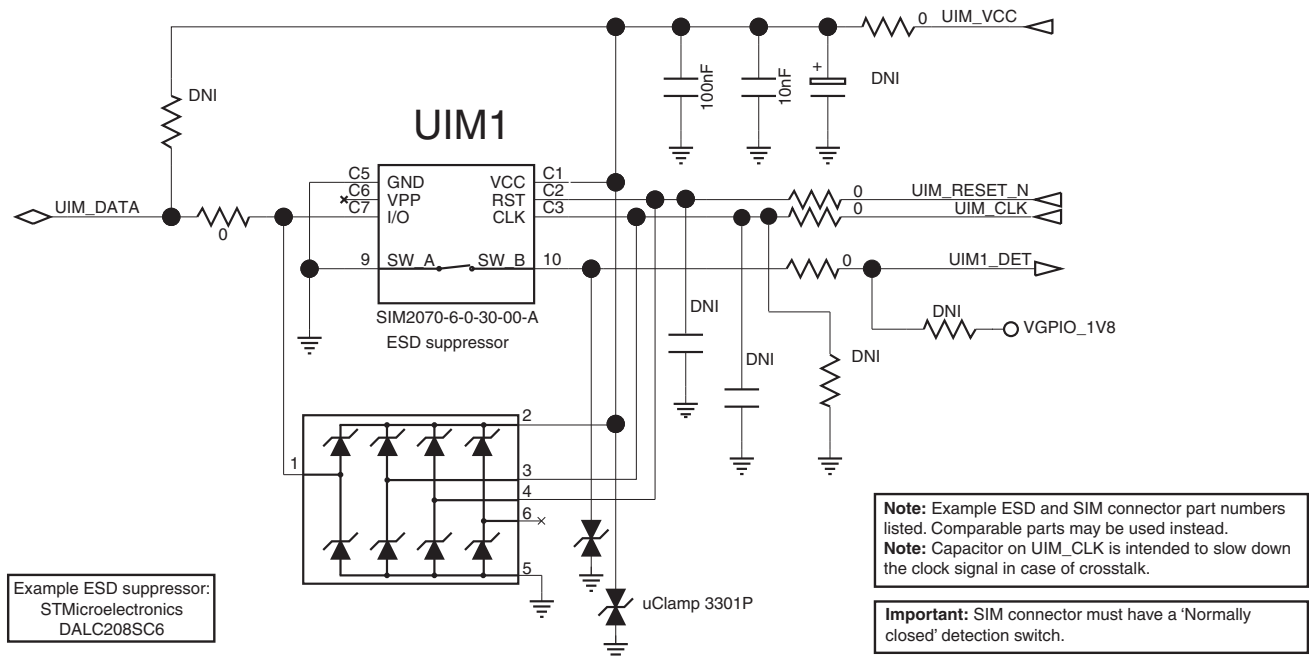 0 UIM_VCC
DNI
100nF
10nF
+
DNI
UIM1
C5 GND VCC C1
C6 VPP RST C2
C7 I/O CLK C3
UIM_DATA
0
0 UIM_RESET_N
0 UIM_CLK
9 SW_A SW_B 10
0 UIM1_DET
SIM2070-6-0-30-00-A
ESD suppressor
DNI
DNI
VGPIO_1V8
DNI
DNI
1
2
3
4
6
5
uClamp 3301P
Example ESD suppressor:
STMicroelectronics
DALC208SC6
Note: Example ESD and SIM connector part numbers
listed. Comparable parts may be used instead.
Note: Capacitor on UIM_CLK is intended to slow down
the clock signal in case of crosstalk.
Important: SIM connector must have a ‘Normally
closed’ detection switch.